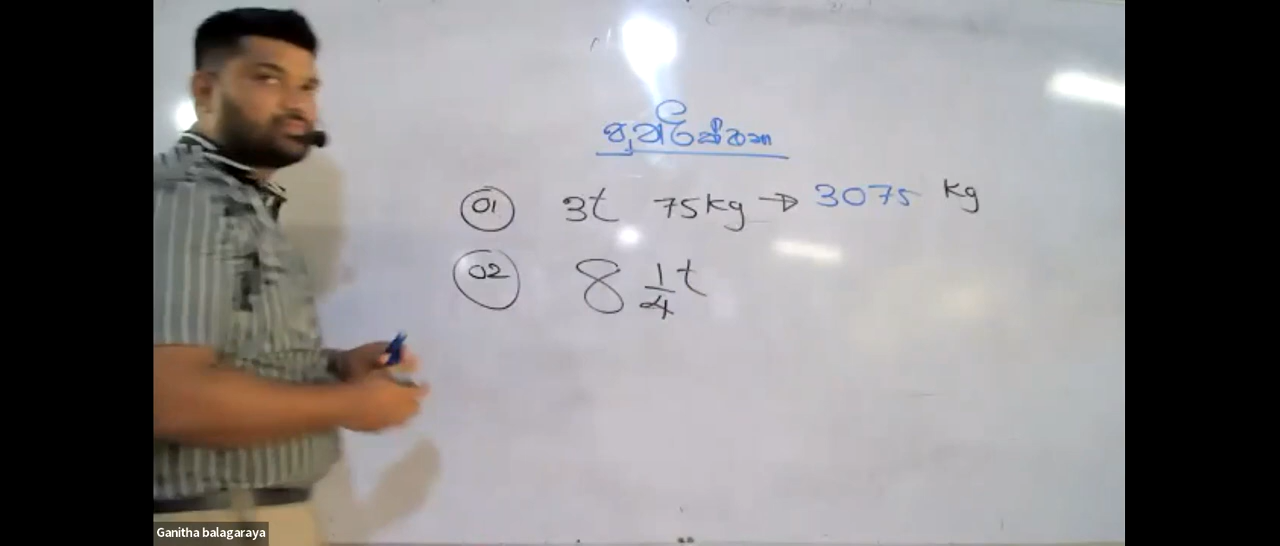 පුනරීක්ෂණ
01 3t 75kg → 3075 kg
02 8 1/4 t
Ganitha balagaraya